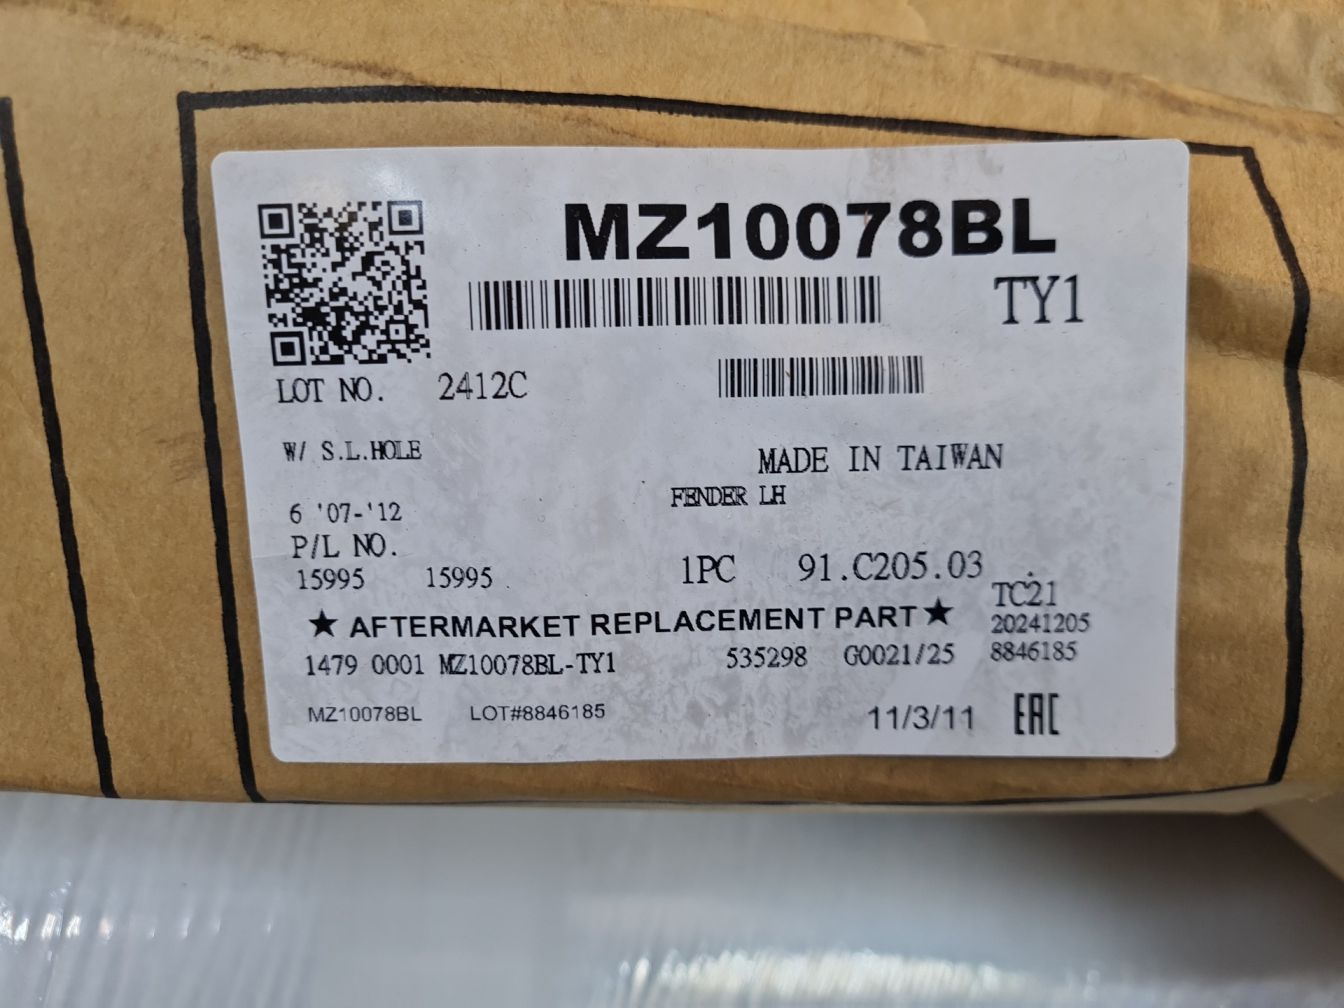 MZ10078BL
TY1
LOT NO. 2412C
W/ S.L.HOLE
MADE IN TAIWAN
FENDER LH
6 '07-'12
P/L NO.
15995 15995
1PC 91.C205.03
TC21
★ AFTERMARKET REPLACEMENT PART ★
20241205
1479 0001 MZ10078BL-TY1 535298 G0021/25 8846185
MZ10078BL LOT#8846185 11/3/11 EAC